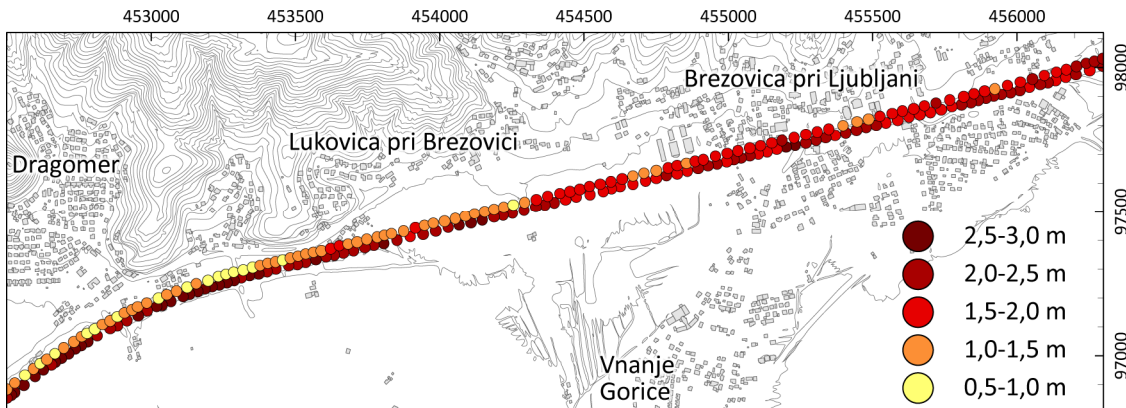 453000 453500 454000 454500 455000 455500 456000
98000
Brezovica pri Ljubljani
Lukovica pri Brezovici
Dragomer
97500
2,5-3,0 m
2,0-2,5 m
1,5-2,0 m
1,0-1,5 m
0,5-1,0 m
97000
Vnanje
Gorice